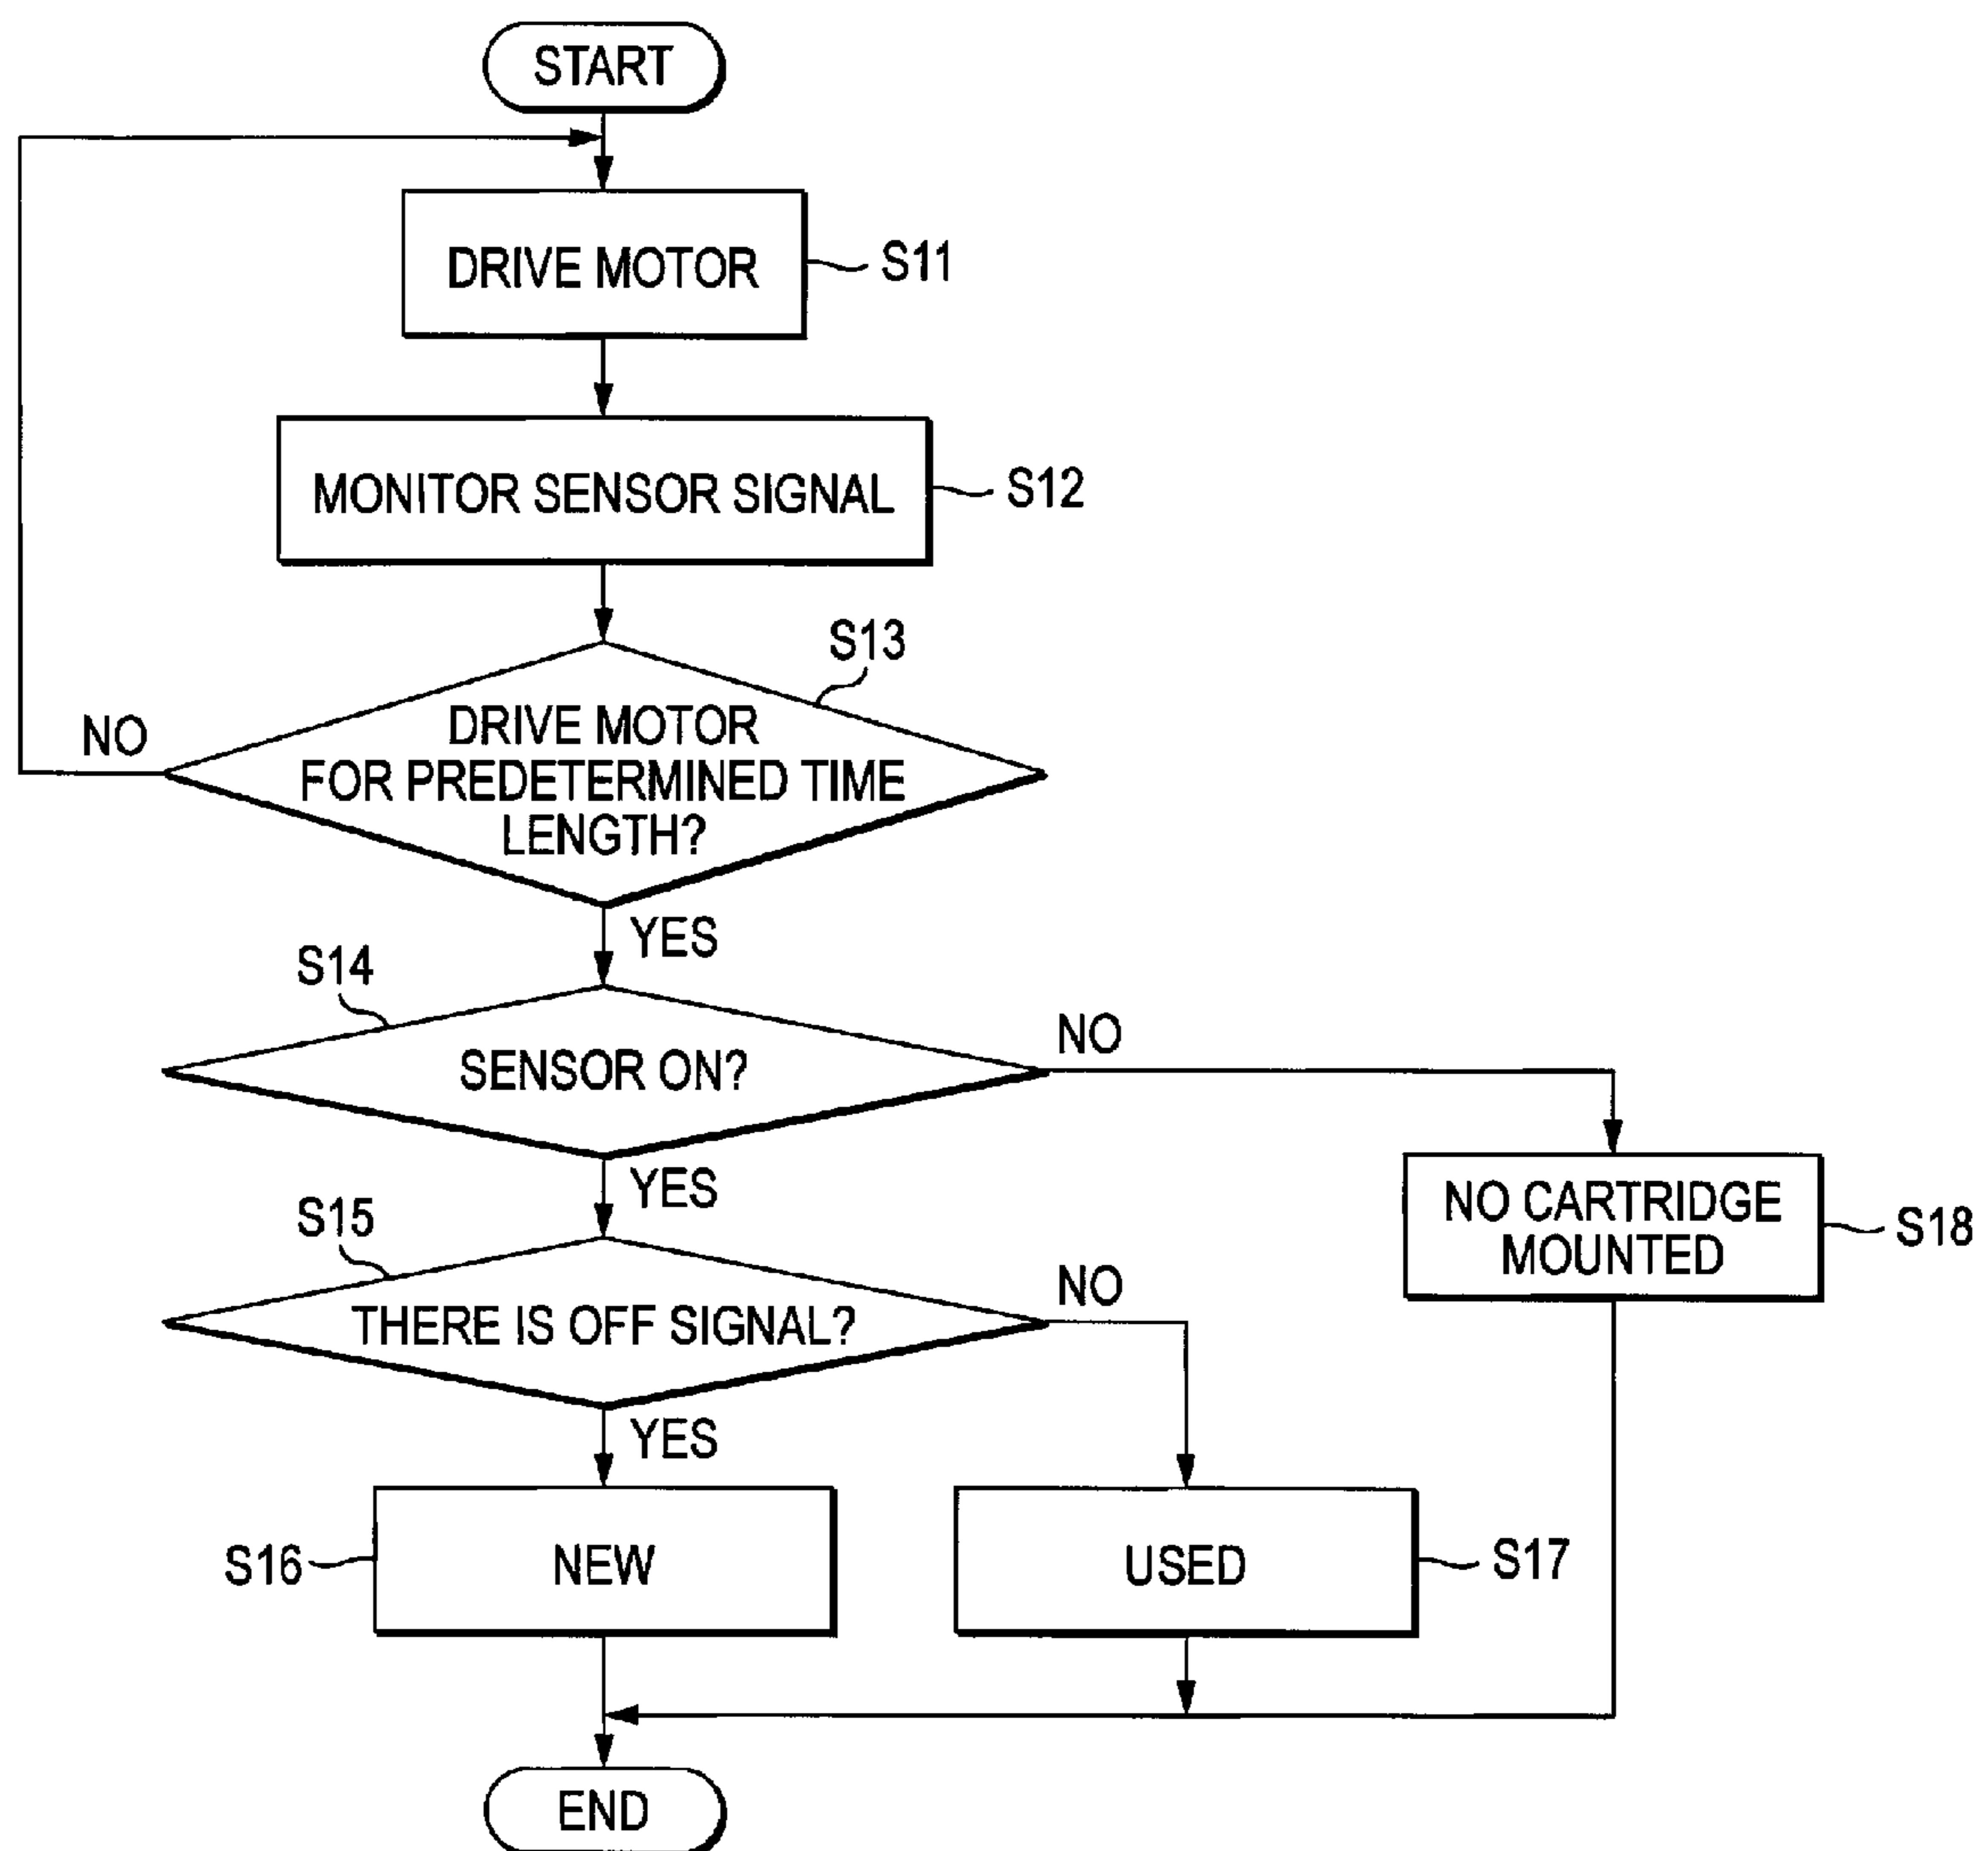 START
DRIVE MOTOR
S11
MONITOR SENSOR SIGNAL
S12
S13
DRIVE MOTOR
FOR PREDETERMINED TIME
LENGTH?
NO
YES
S14
SENSOR ON?
NO
YES
NO CARTRIDGE
MOUNTED
S18
S15
THERE IS OFF SIGNAL?
NO
YES
S16
NEW
USED
S17
END